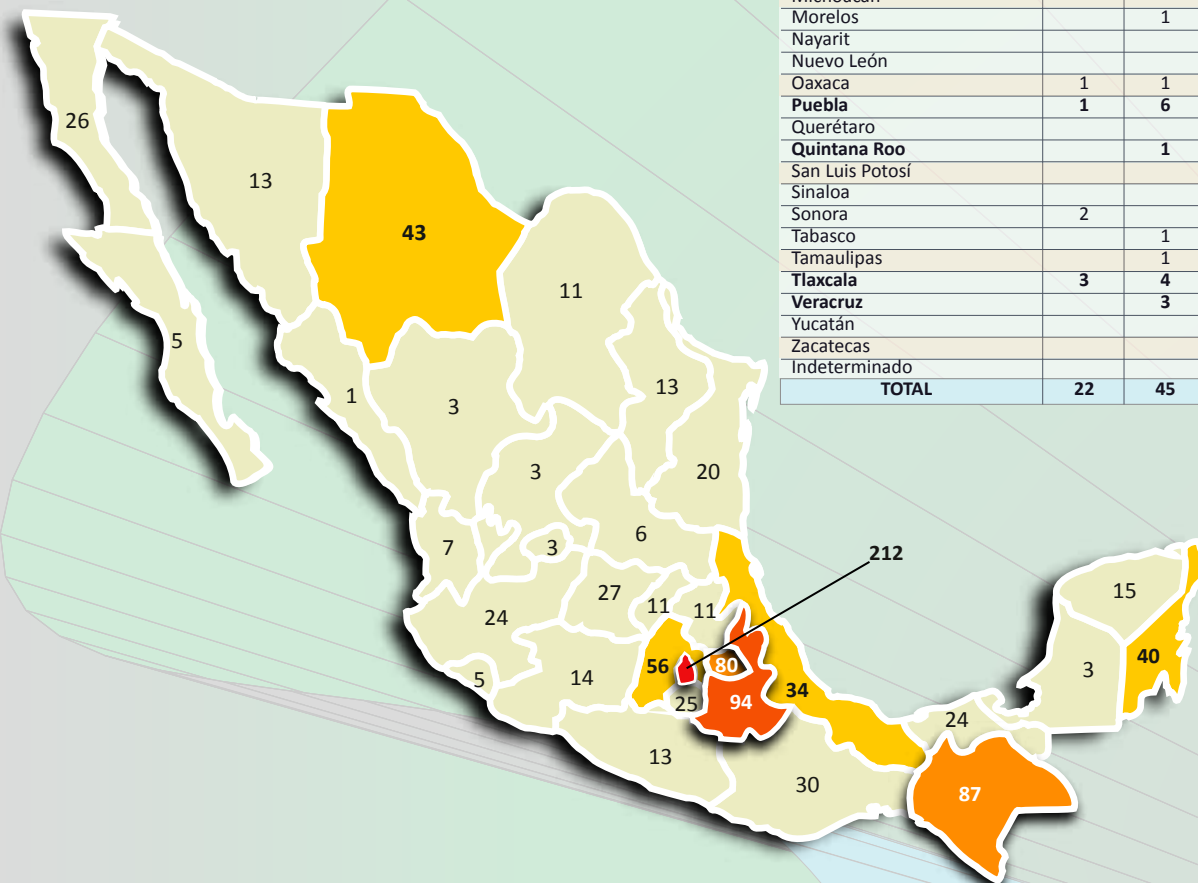 Michoacán
Morelos 1
Nayarit
Nuevo León
Oaxaca 1 1
Puebla 1 6
Querétaro
Quintana Roo 1
San Luis Potosí
Sinaloa
Sonora 2
Tabasco 1
Tamaulipas 1
Tlaxcala 3 4
Veracruz 3
Yucatán
Zacatecas
Indeterminado
TOTAL 22 45
26
13
43
11
5
1
3
13
3
20
7
3
6
212
27
11
11
24
15
5
14
56
80
3
40
25
94
34
24
13
30
87